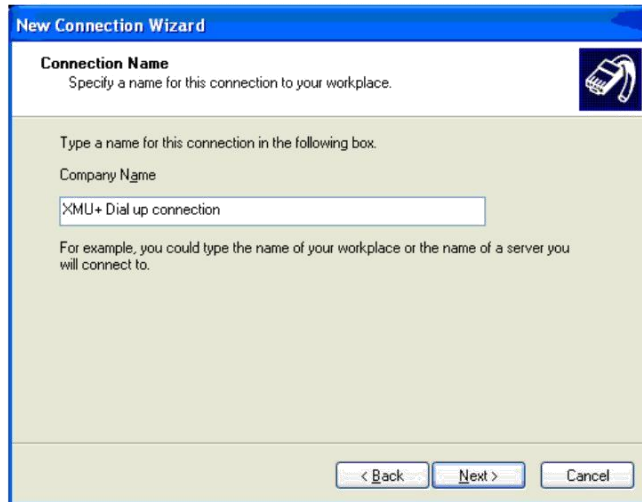 New Connection Wizard
Connection Name
Specify a name for this connection to your workplace.
Type a name for this connection in the following box.
Company Name
XMU+ Dial up connection
For example, you could type the name of your workplace or the name of a server you
will connect to.
< Back Next > Cancel